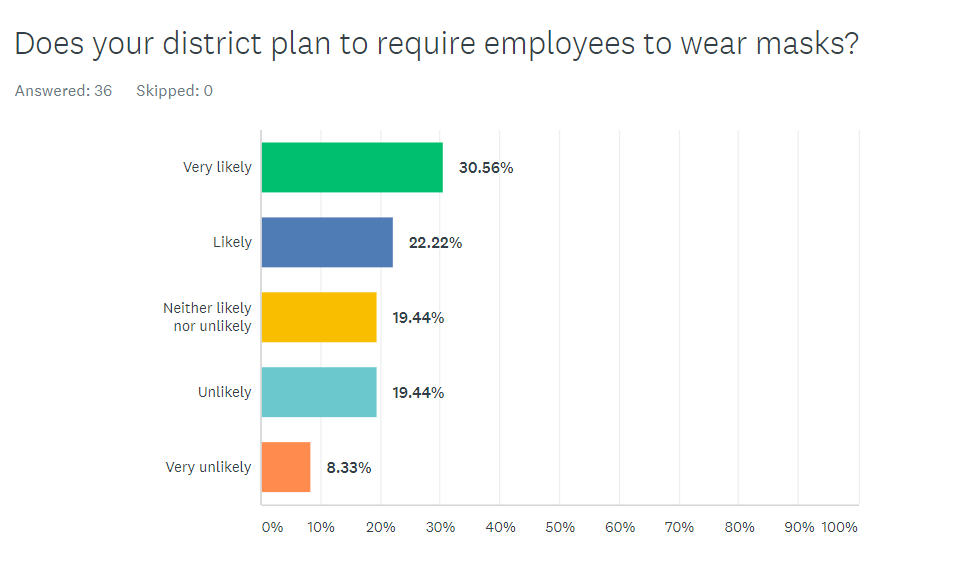 Does your district plan to require employees to wear masks?
Answered: 36 Skipped: 0
Very likely 30.56%
Likely 22.22%
Neither likely
nor unlikely 19.44%
Unlikely 19.44%
Very unlikely 8.33%
0% 10% 20% 30% 40% 50% 60% 70% 80% 90% 100%